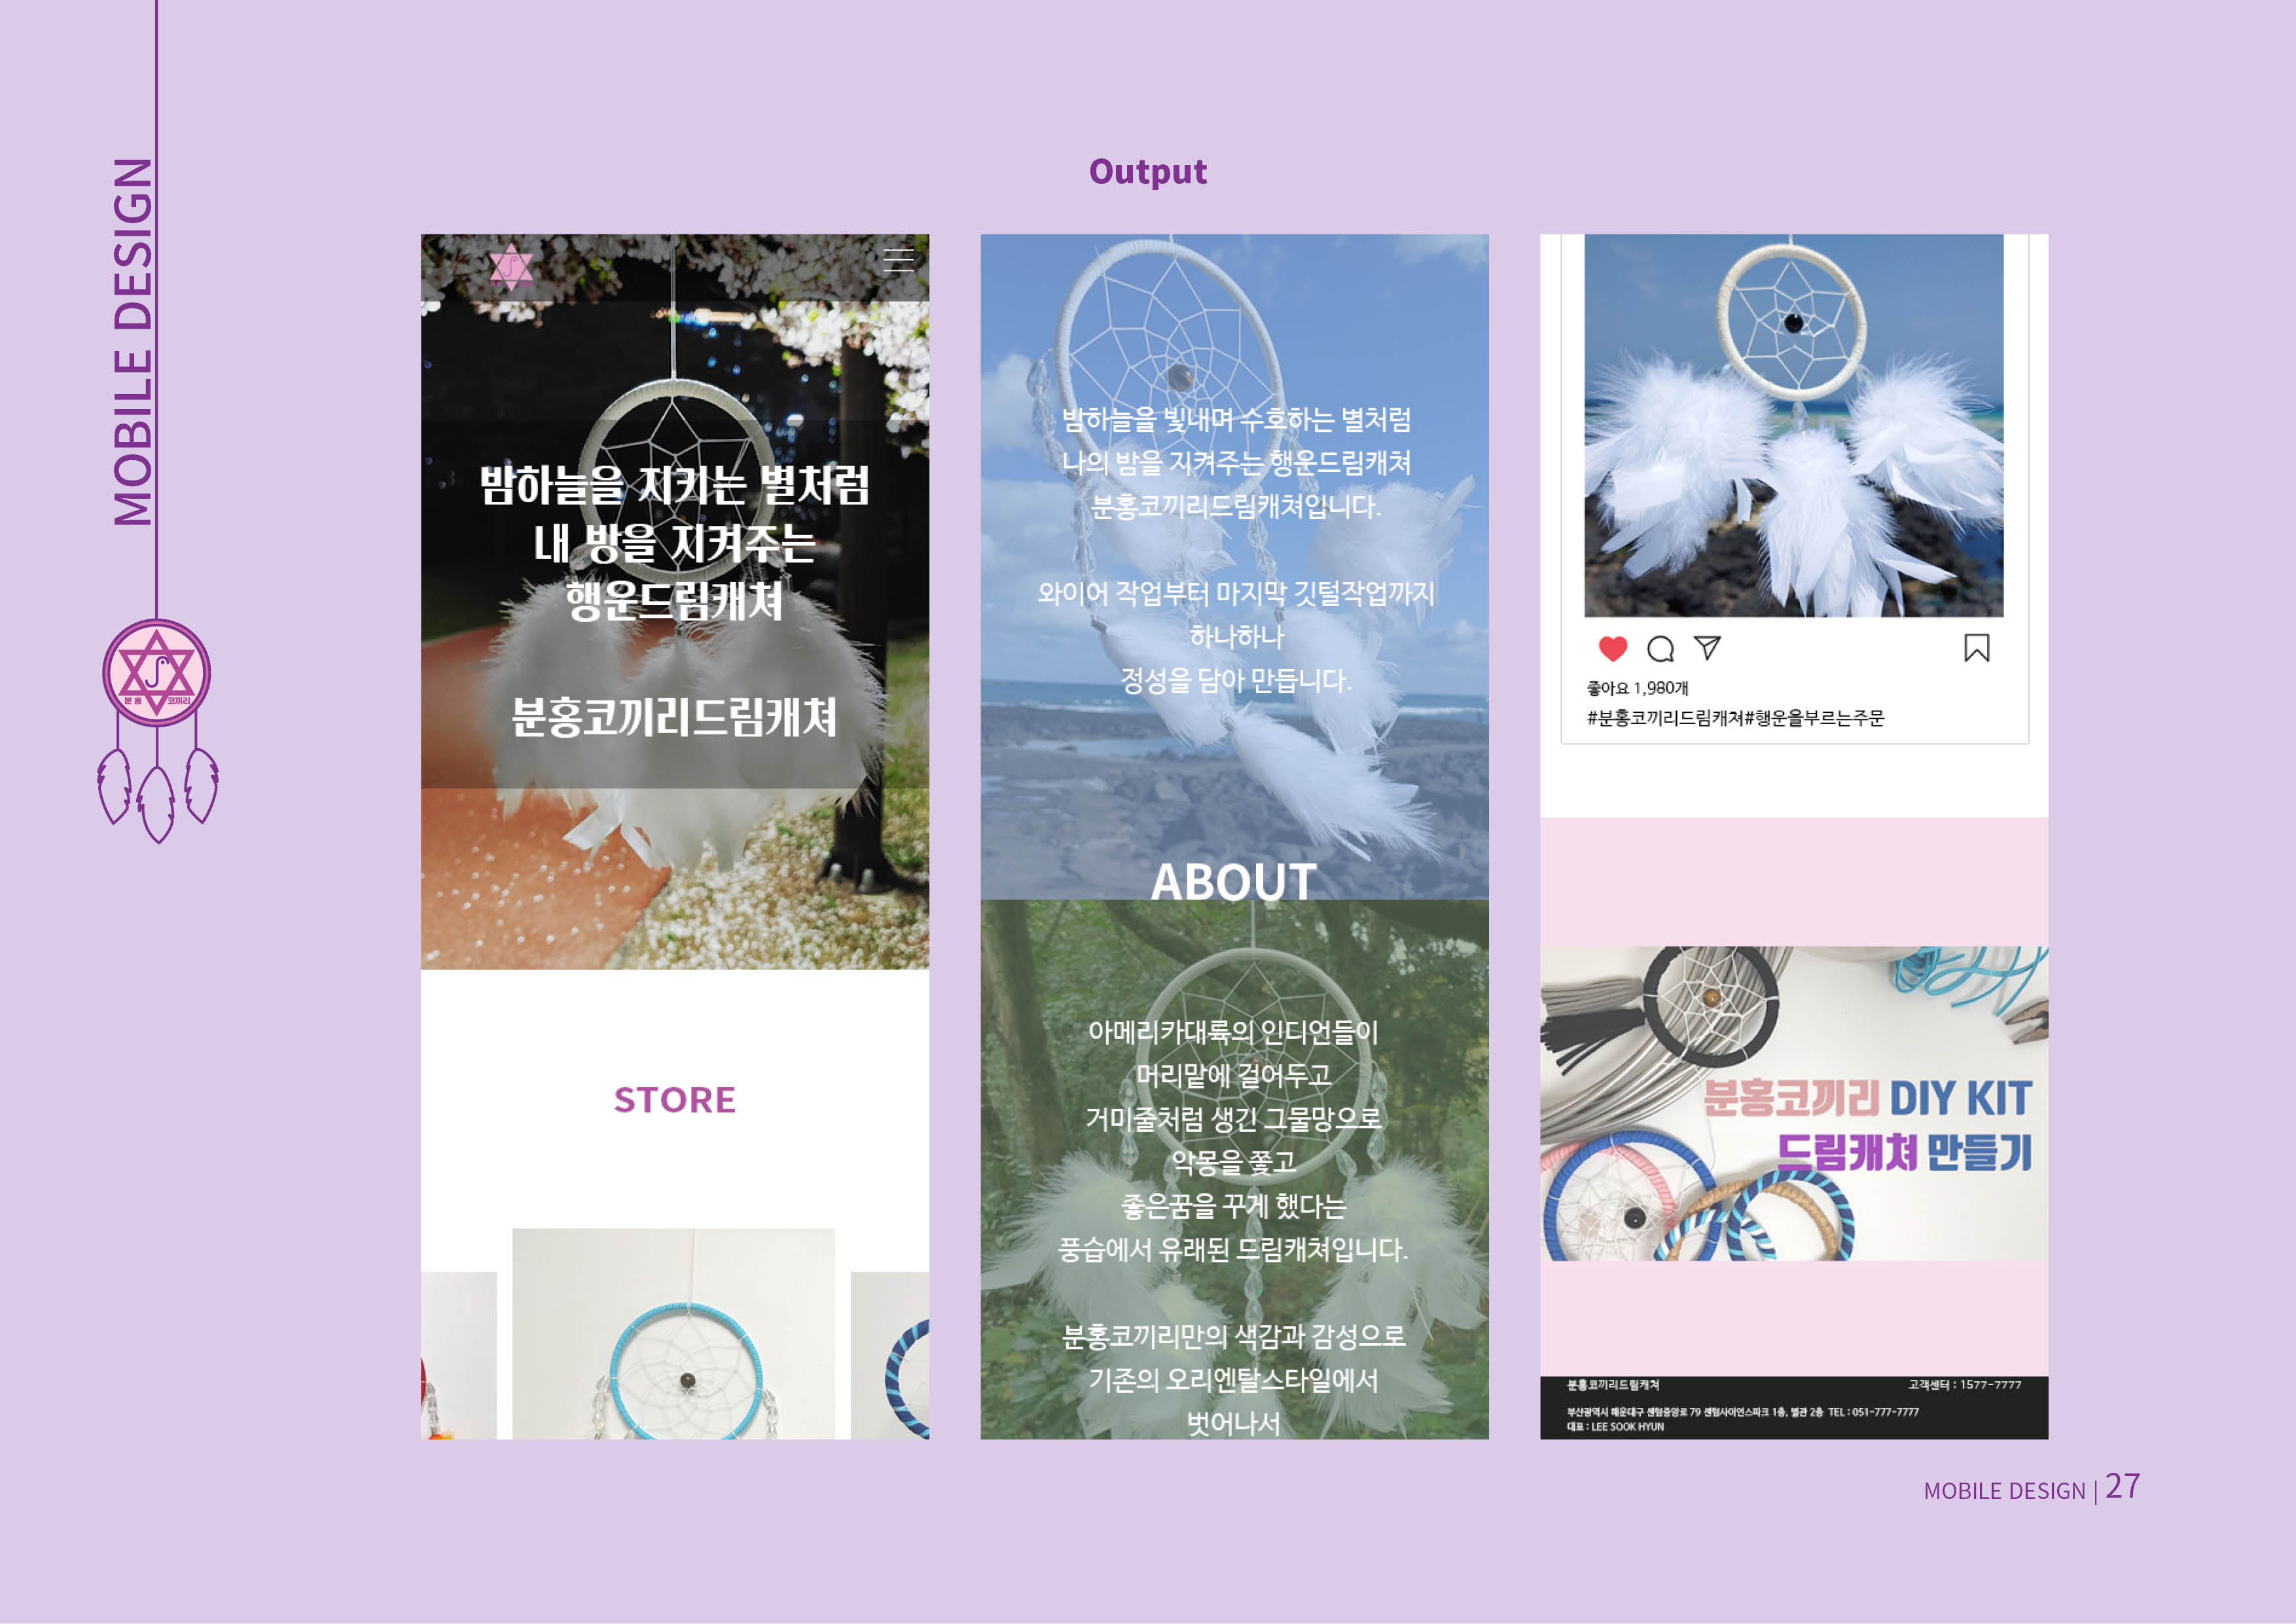 MOBILE DESIGN
분홍 코끼리
Output
밤하늘을 지키는 별처럼
내 방을 지켜주는
행운드림캐쳐
분홍코끼리드림캐쳐
STORE
밤하늘을 빛내며 수호하는 별처럼
나의 밤을 지켜주는 행운드림캐쳐
분홍코끼리드림캐쳐입니다.
와이어 작업부터 마지막 깃털작업까지
하나하나
정성을 담아 만듭니다.
ABOUT
아메리카대륙의 인디언들이
머리맡에 걸어두고
거미줄처럼 생긴 그물망으로
악몽을 쫓고
좋은꿈을 꾸게 했다는
풍습에서 유래된 드림캐쳐입니다.
분홍코끼리만의 색감과 감성으로
기존의 오리엔탈스타일에서
벗어나서
좋아요 1,980개
#분홍코끼리드림캐쳐#행운을부르는주문
분홍코끼리 DIY KIT
드림캐쳐 만들기
분홍코끼리드림캐쳐 고객센터 : 1577-7777
부산광역시 해운대구 센텀중앙로 79 센텀사이언스파크 1층, 별관 2층 TEL : 051-777-7777
대표 : LEE SOOK HYUN
MOBILE DESIGN | 27